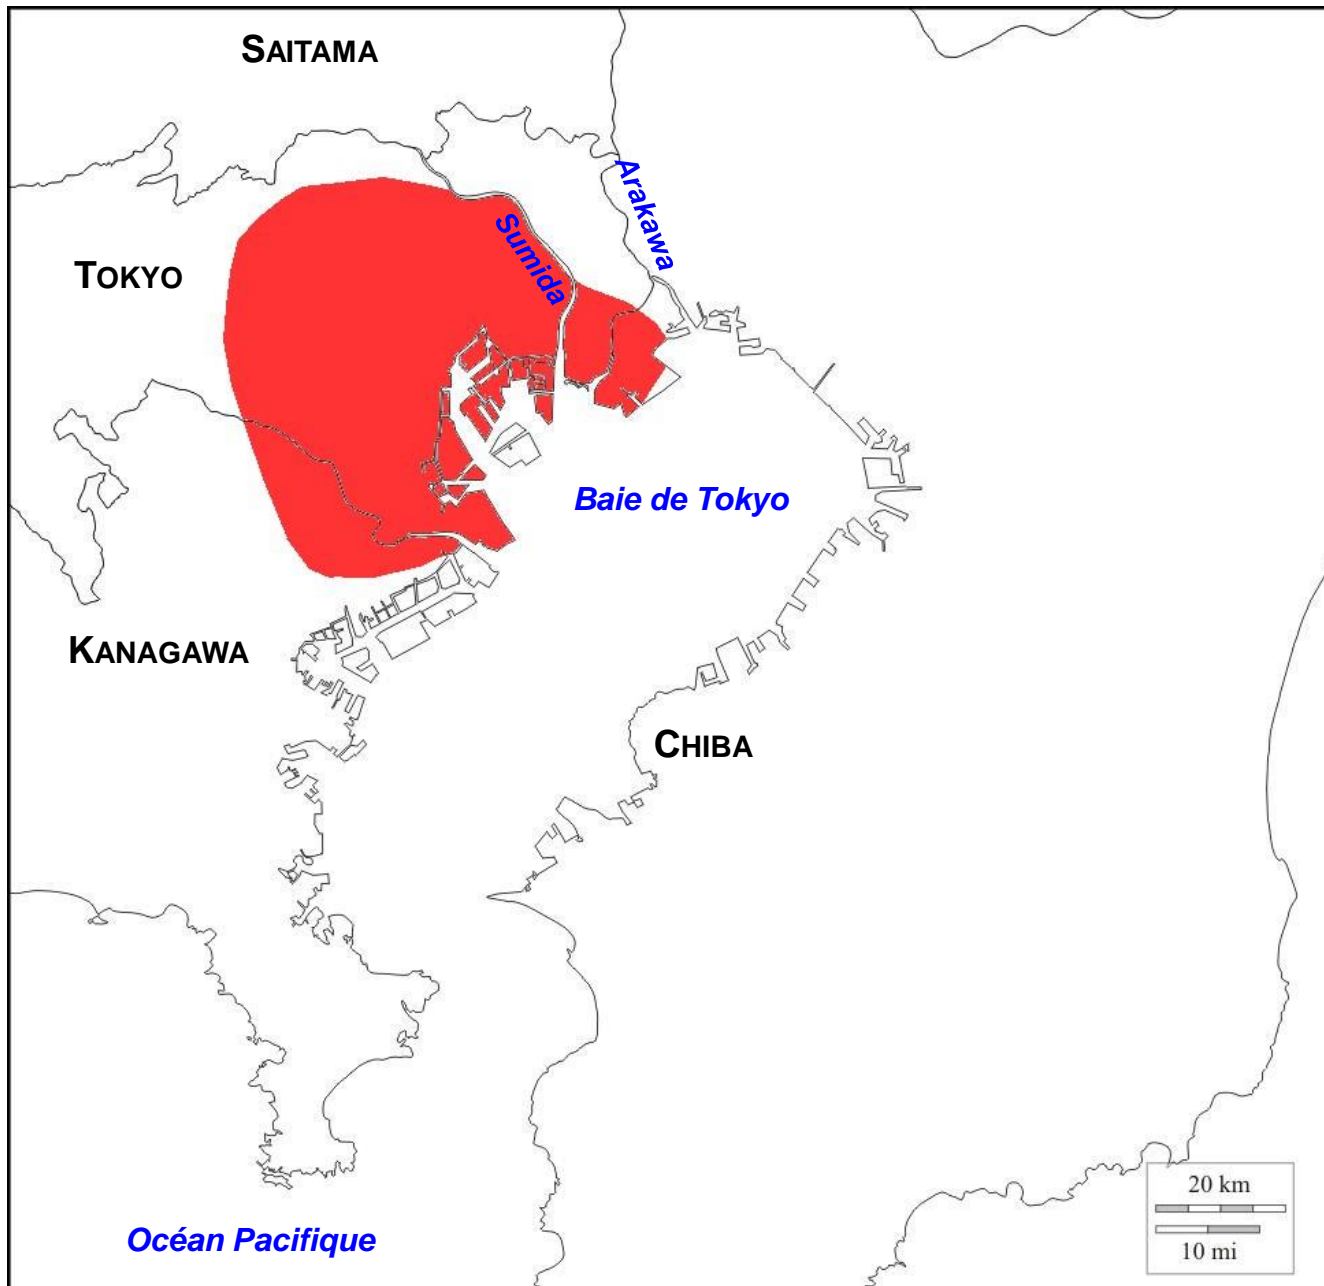 SAITAMA
Arakawa
Sumida
TOKYO
Baie de Tokyo
KANAGAWA
CHIBA
20 km
10 mi
Océan Pacifique